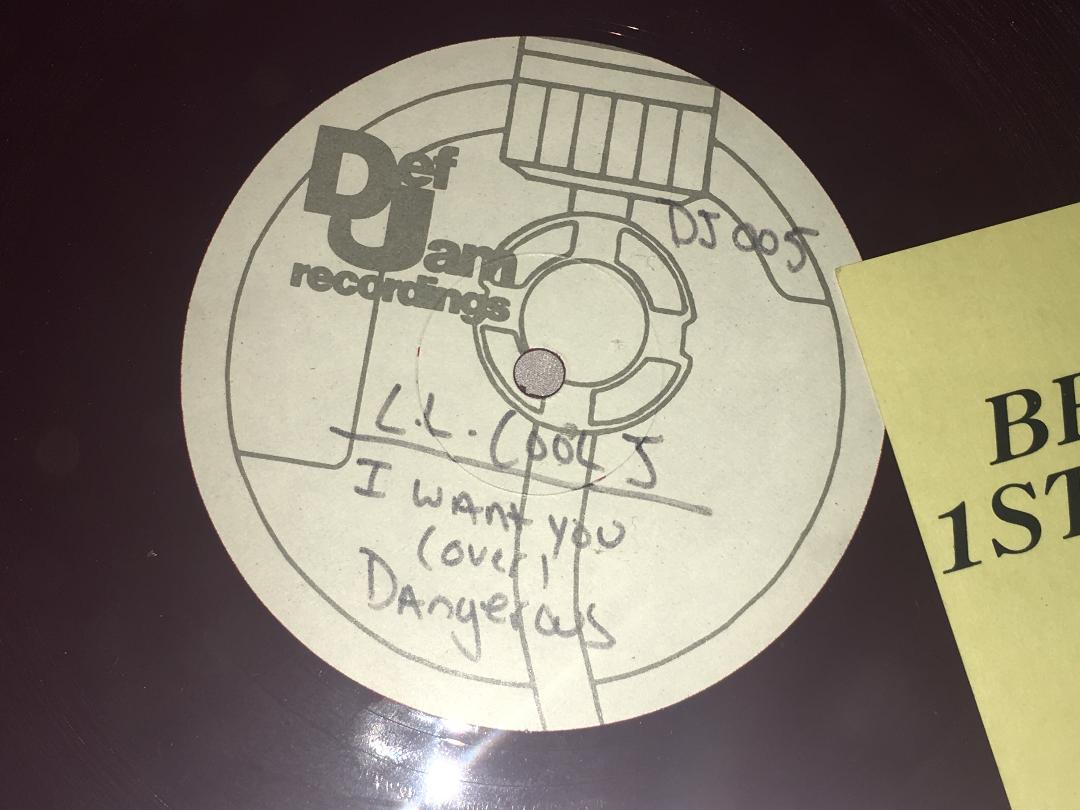 Def
Jam
recordings
DJ 005
L.L. COOL J
I WANT YOU
(over)
DAngerous
BE
1ST